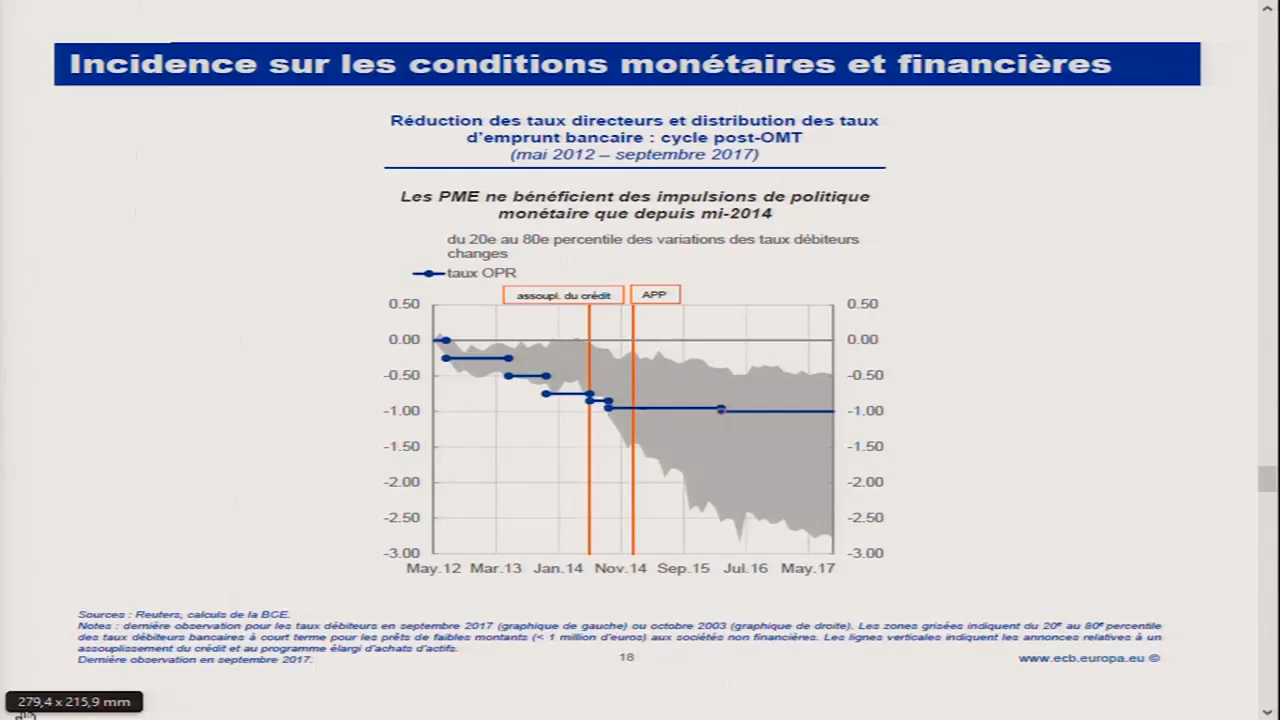 Incidence sur les conditions monétaires et financières
Réduction des taux directeurs et distribution des taux
d'emprunt bancaire : cycle post-OMT
(mai 2012 – septembre 2017)
Les PME ne bénéficient des impulsions de politique
monétaire que depuis mi-2014
du 20e au 80e percentile des variations des taux débiteurs
changes
taux OPR
assoupl. du crédit
APP
0.50
0.50
0.00
0.00
-0.50
-0.50
-1.00
-1.00
-1.50
-1.50
-2.00
-2.00
-2.50
-2.50
-3.00
-3.00
May.12 Mar.13 Jan.14 Nov.14 Sep.15 Jul.16 May.17
Sources : Reuters, calculs de la BCE.
Notes : dernière observation pour les taux débiteurs en septembre 2017 (graphique de gauche) ou octobre 2003 (graphique de droite). Les zones grisées indiquent du 20e au 80e percentile
des taux débiteurs bancaires à court terme pour les prêts de faibles montants (< 1 million d'euros) aux sociétés non financières. Les lignes verticales indiquent les annonces relatives à un
assouplissement du crédit et au programme élargi d'achats d'actifs.
Dernière observation en septembre 2017.
18
www.ecb.europa.eu ©
279,4 x 215,9 mm